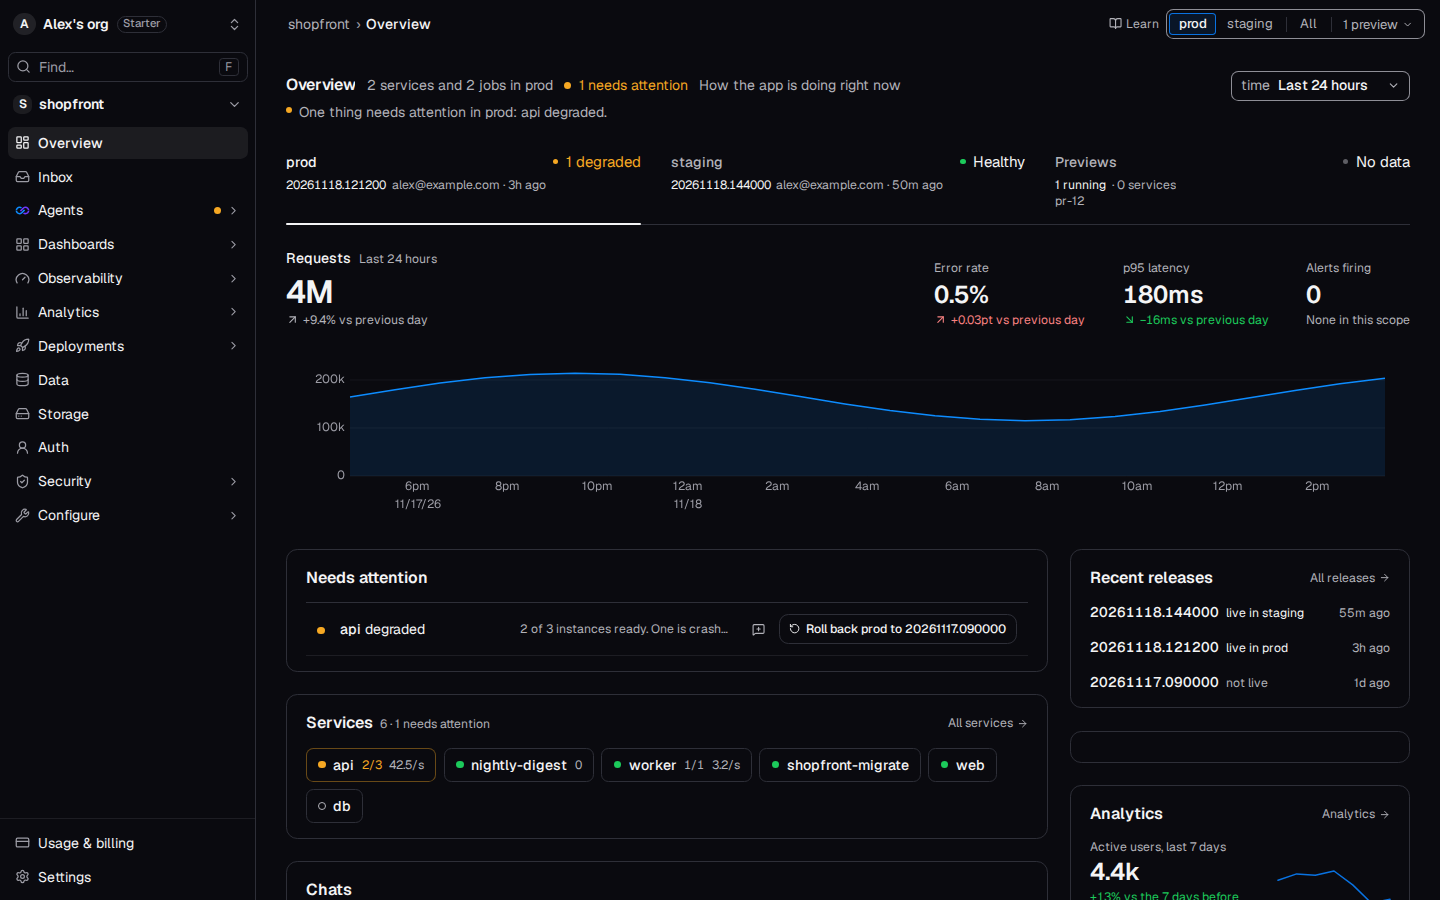 A Alex's org Starter
Find... F
S shopfront
Overview
Inbox
Agents
Dashboards
Observability
Analytics
Deployments
Data
Storage
Auth
Security
Configure
Usage & billing
Settings
shopfront › Overview
Learn prod staging All 1 preview
Overview 2 services and 2 jobs in prod 1 needs attention How the app is doing right now
time Last 24 hours
One thing needs attention in prod: api degraded.
prod 1 degraded
20261118.121200 alex@example.com · 3h ago
staging Healthy
20261118.144000 alex@example.com · 50m ago
Previews No data
1 running · 0 services
pr-12
Requests Last 24 hours
4M
+9.4% vs previous day
Error rate
0.5%
+0.03pt vs previous day
p95 latency
180ms
−16ms vs previous day
Alerts firing
0
None in this scope
200k
100k
0
6pm 8pm 10pm 12am 2am 4am 6am 8am 10am 12pm 2pm
11/17/26 11/18
Needs attention
api degraded 2 of 3 instances ready. One is crash... Roll back prod to 20261117.090000
Services 6 · 1 needs attention All services →
api 2/3 42.5/s
nightly-digest 0
worker 1/1 3.2/s
shopfront-migrate
web
db
Chats
Recent releases All releases →
20261118.144000 live in staging 55m ago
20261118.121200 live in prod 3h ago
20261117.090000 not live 1d ago
Analytics Analytics →
Active users, last 7 days
4.4k
+13% vs the 7 days before